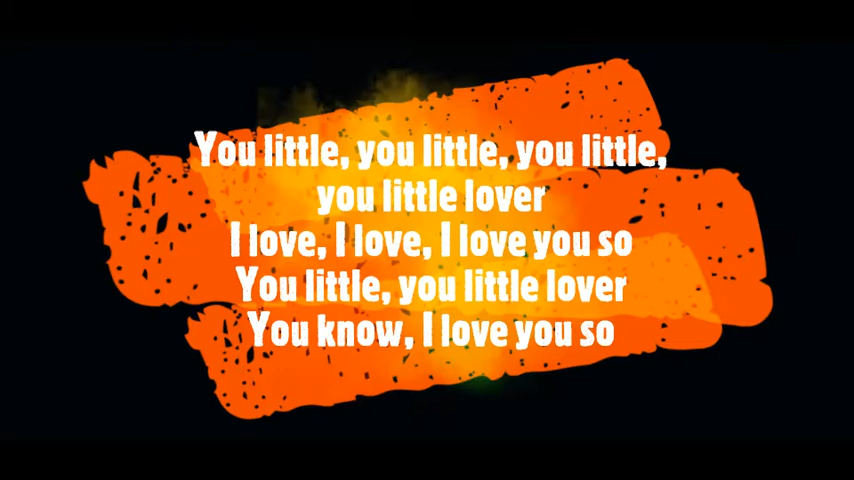 You little, you little, you little,
you little lover
I love, I love, I love you so
You little, you little lover
You know, I love you so